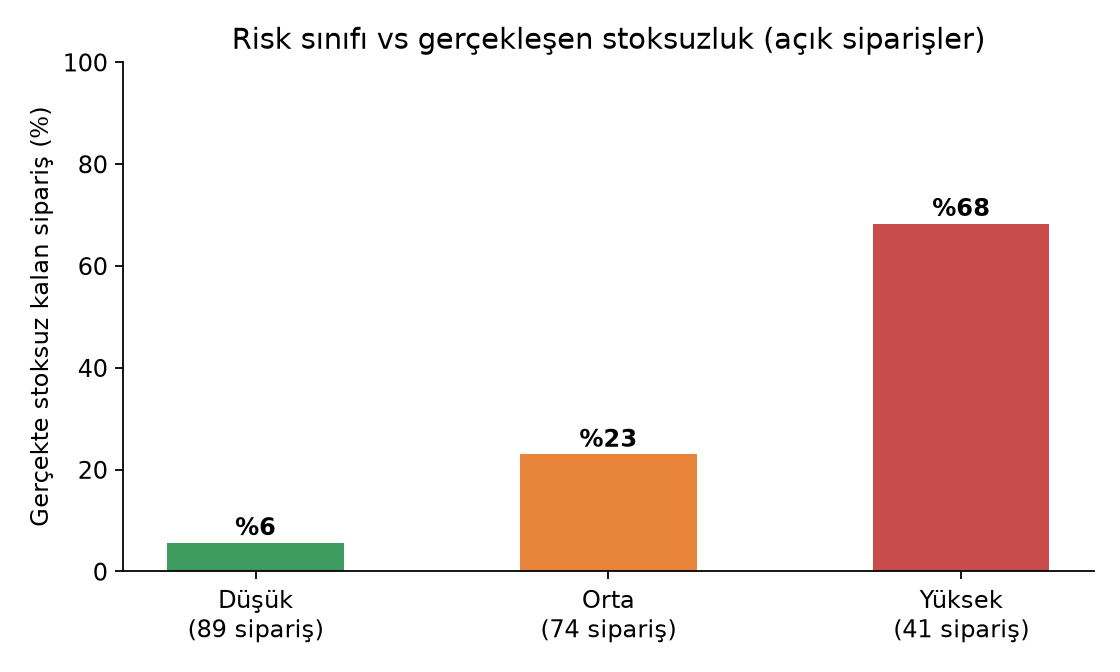 Risk sınıfı vs gerçekleşen stoksuzluk (açık siparişler)
Gerçekte stoksuz kalan sipariş (%)
100
80
60
40
20
0
%6
%23
%68
Düşük
(89 sipariş)
Orta
(74 sipariş)
Yüksek
(41 sipariş)